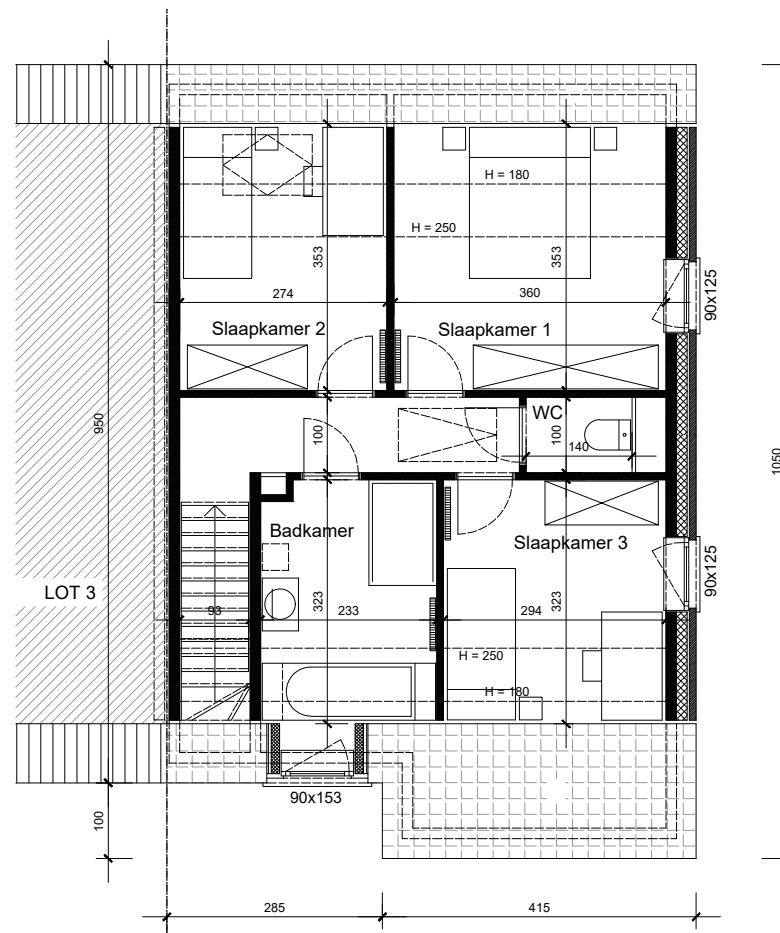 H = 180
H = 250
353
353
274
360
90x125
Slaapkamer 2
Slaapkamer 1
WC
950
100
100
140
1050
Badkamer
Slaapkamer 3
90x125
LOT 3
93
323
233
294
323
H = 250
H = 180
90x153
100
285
415